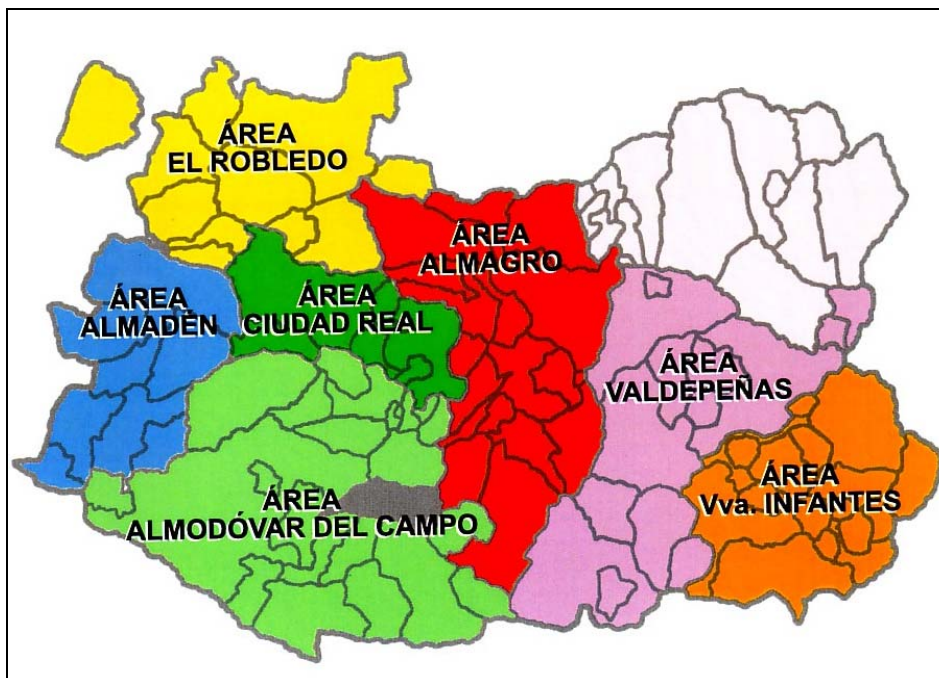 ÁREA
EL ROBLEDO
ÁREA
ALMAGRO
ÁREA
ALMADÉN
ÁREA
CIUDAD REAL
ÁREA
VALDEPEÑAS
ÁREA
ALMODÓVAR DEL CAMPO
ÁREA
Vva. INFANTES